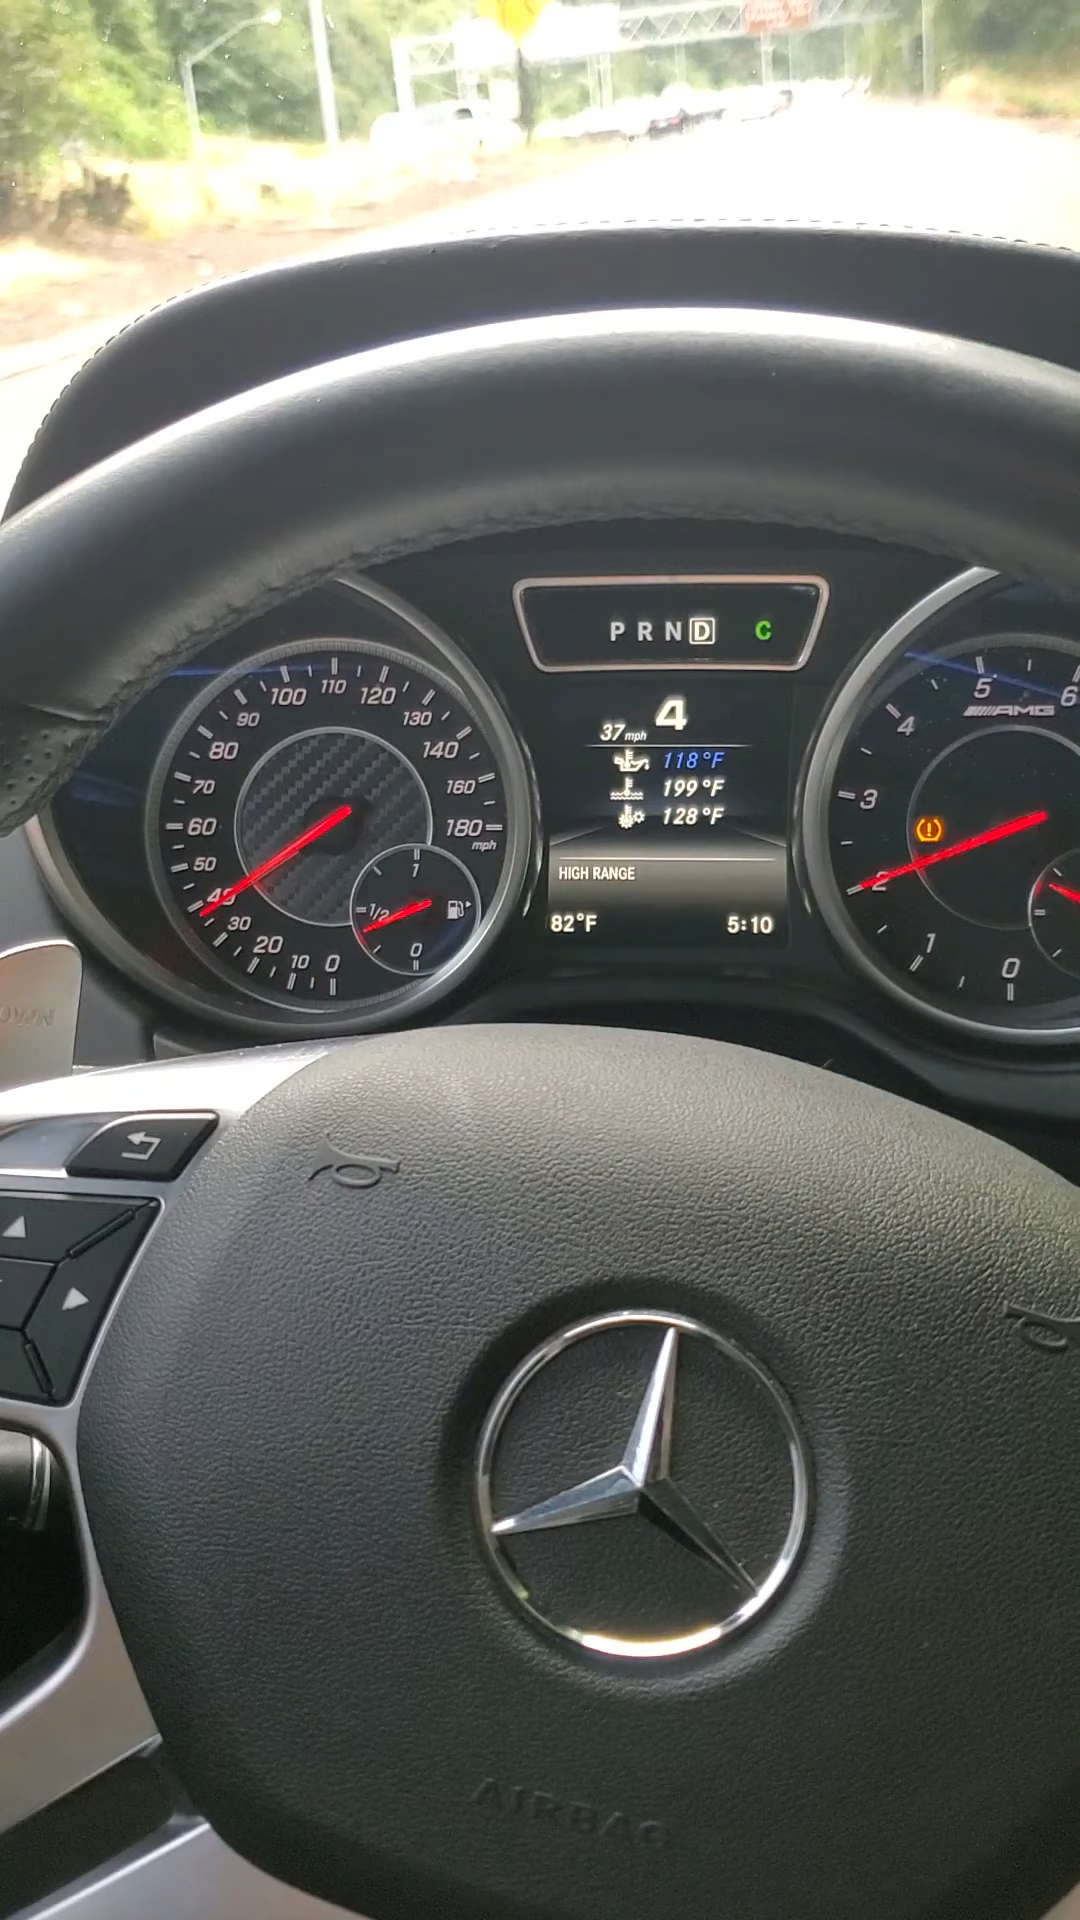 P R N D C
4
37 mph
118°F
199°F
128°F
HIGH RANGE
82°F 5:10
0 10 20 30 40 50 60 70 80 90 100 110 120 130 140 160 180
mph
1
1/2
0
0 1 2 3 4 5 6
AMG
AIRBAG